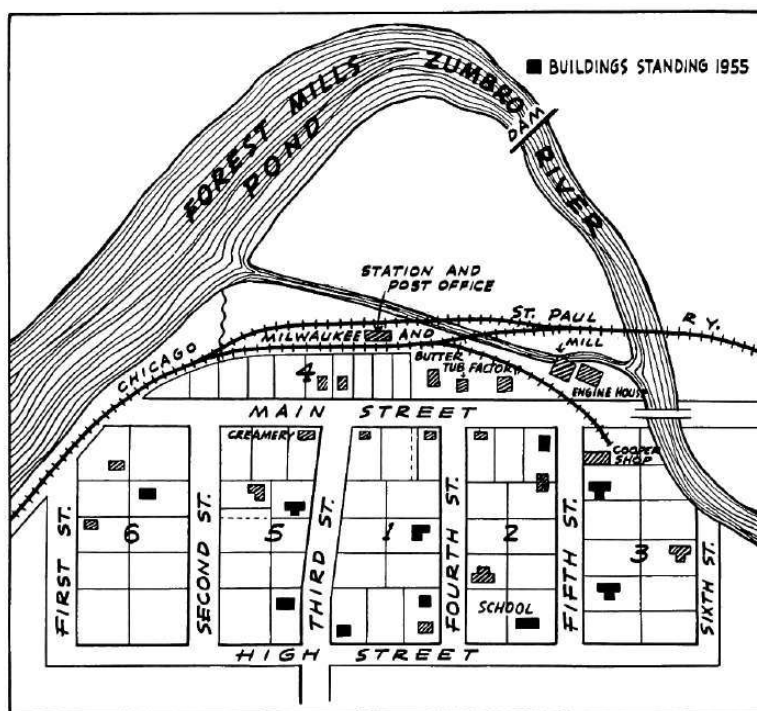 BUILDINGS STANDING 1955
FOREST MILLS
POND
ZUMBRO
DAM
RIVER
STATION AND
POST OFFICE
CHICAGO
MILWAUKEE
AND
ST. PAUL
RY.
MILL
BUTTER
TUB FACTORY
ENGINE HOUSE
4
MAIN STREET
CREAMERY
COOPER
SHOP
6
5
1
2
3
SCHOOL
FIRST ST.
SECOND ST.
THIRD ST.
FOURTH ST.
FIFTH ST.
SIXTH ST.
HIGH STREET